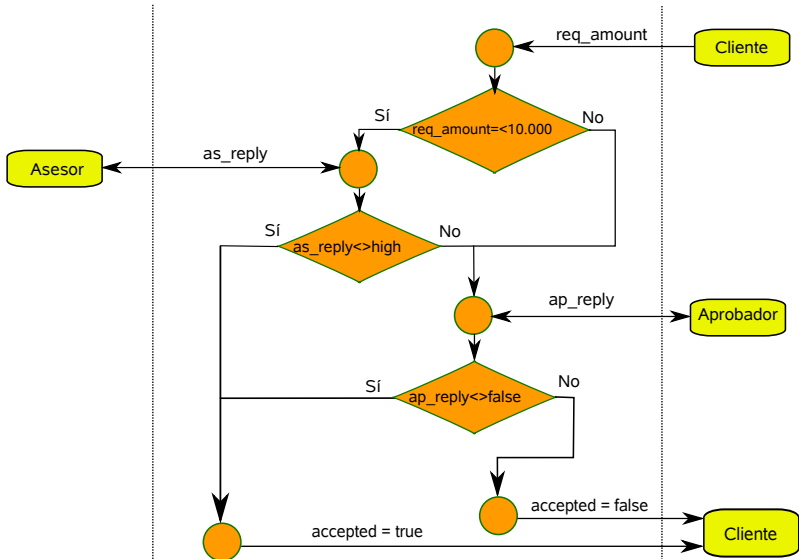 req_amount
Cliente
Sí
req_amount=<10.000
No
as_reply
Asesor
Sí
as_reply<>high
No
ap_reply
Aprobador
Sí
ap_reply<>false
No
accepted = false
accepted = true
Cliente